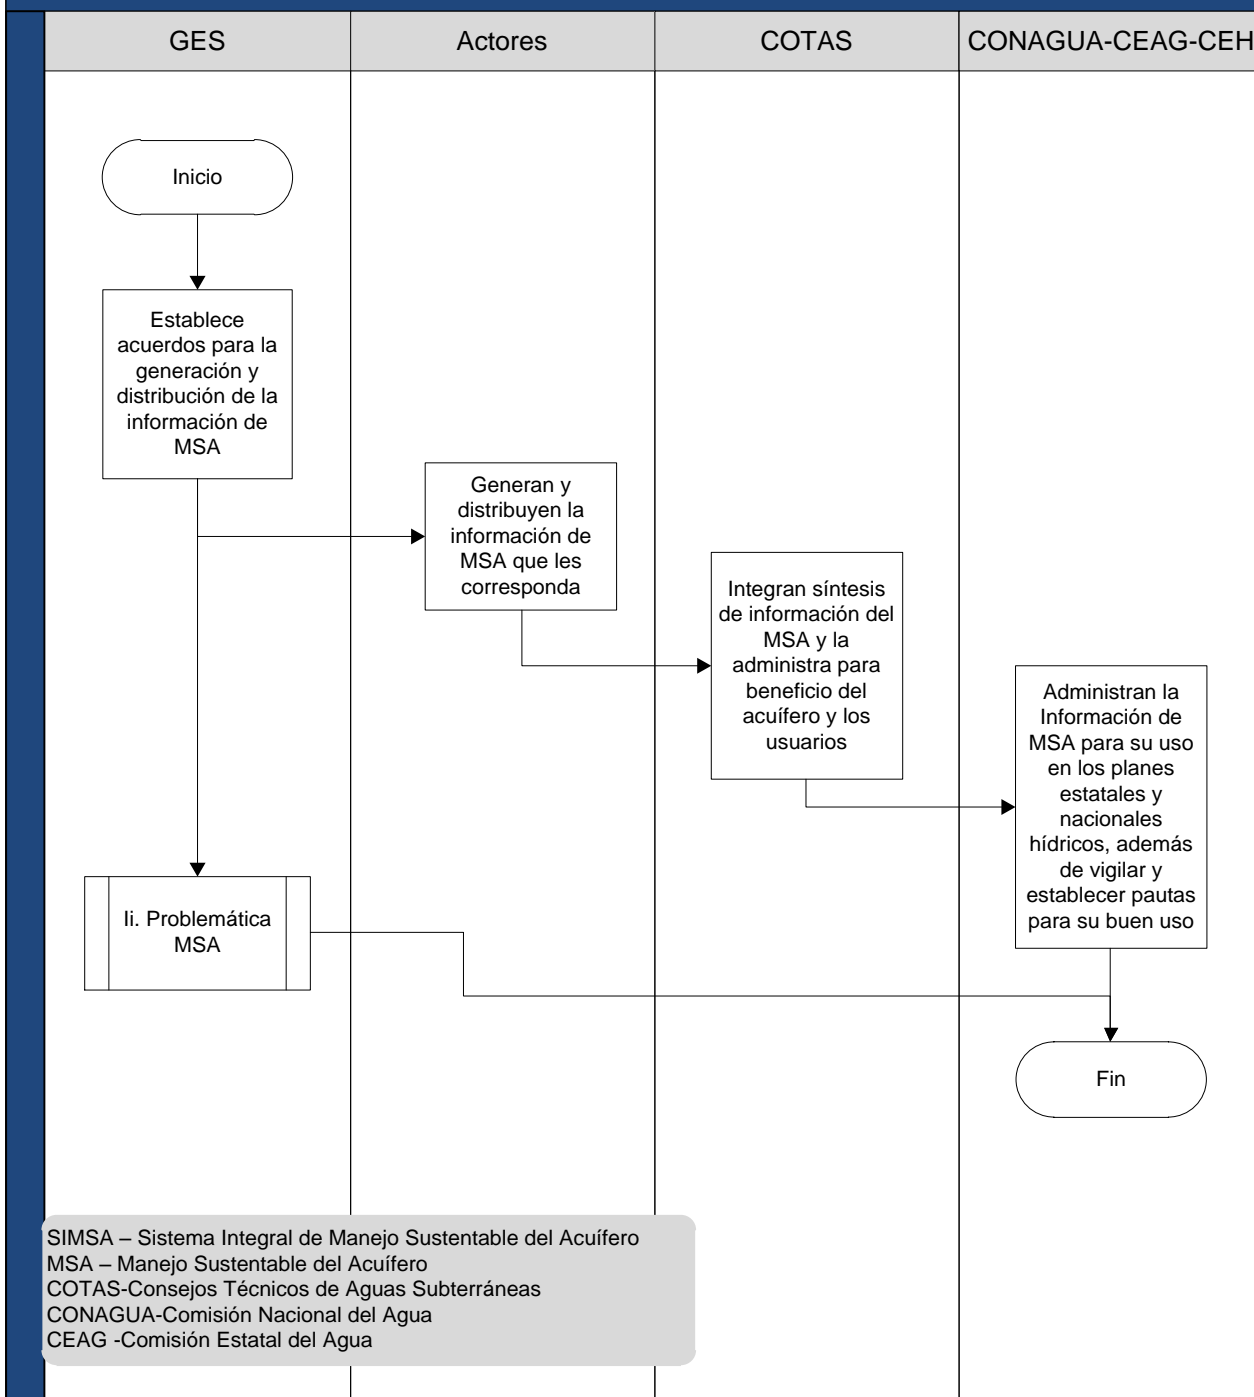 GES
Actores
COTAS
CONAGUA-CEAG-CEH
Inicio
Establece
acuerdos para la
generación y
distribución de la
información de
MSA
Generan y
distribuyen la
información de
MSA que les
corresponda
Integran síntesis
de información del
MSA y la
administra para
beneficio del
acuífero y los
usuarios
Administran la
Información de
MSA para su uso
en los planes
estatales y
nacionales
hídricos, además
de vigilar y
establecer pautas
para su buen uso
Ii. Problemática
MSA
Fin
SIMSA – Sistema Integral de Manejo Sustentable del Acuífero
MSA – Manejo Sustentable del Acuífero
COTAS-Consejos Técnicos de Aguas Subterráneas
CONAGUA-Comisión Nacional del Agua
CEAG -Comisión Estatal del Agua